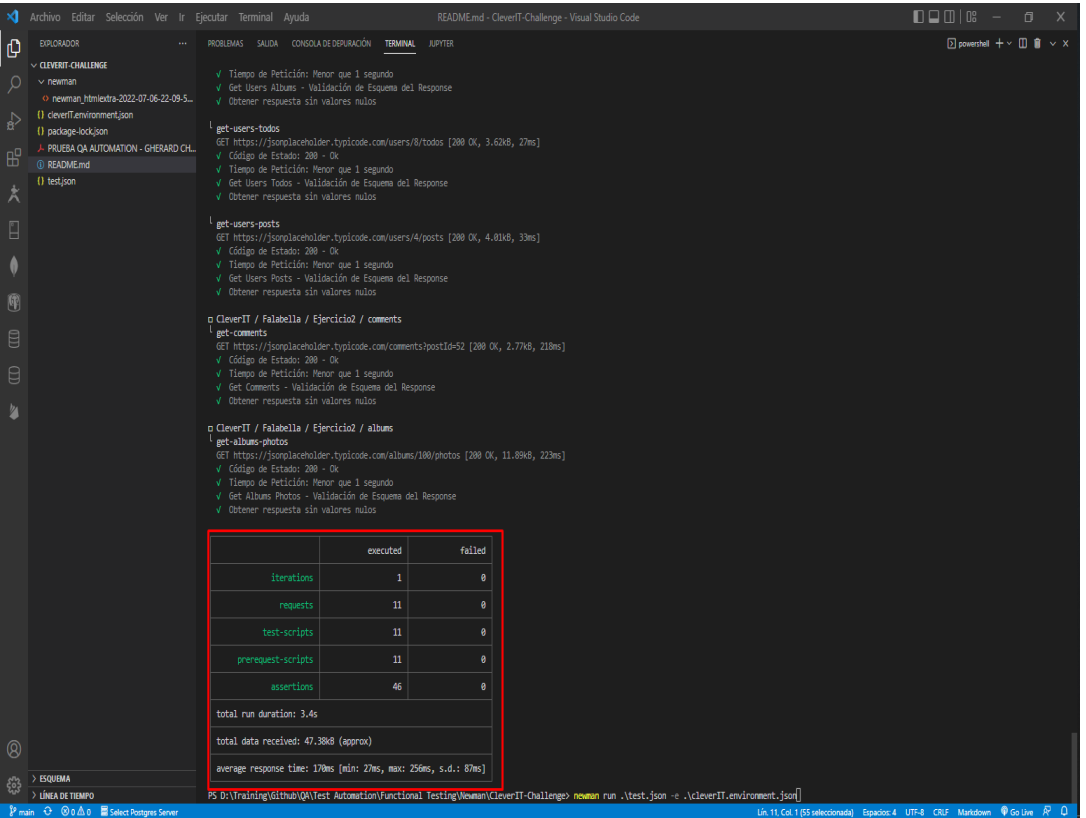 Archivo Editar Selección Ver Ir Ejecutar Terminal Ayuda
README.md - CleverIT-Challenge - Visual Studio Code
EXPLORADOR ...
CLEVERIT-CHALLENGE
newman
newman_htmlextra-2022-07-06-22-09-5...
cleverIT.environment.json
package-lock.json
PRUEBA QA AUTOMATION - GHERARD CH...
README.md
test.json
ESQUEMA
LÍNEA DE TIEMPO
PROBLEMAS SALIDA CONSOLA DE DEPURACIÓN TERMINAL JUPYTER
powershell
√ Tiempo de Petición: Menor que 1 segundo
√ Get Users Albums - Validación de Esquema del Response
√ Obtener respuesta sin valores nulos
└ get-users-todos
GET https://jsonplaceholder.typicode.com/users/8/todos [200 OK, 3.62kB, 27ms]
√ Código de Estado: 200 - Ok
√ Tiempo de Petición: Menor que 1 segundo
√ Get Users Todos - Validación de Esquema del Response
√ Obtener respuesta sin valores nulos
└ get-users-posts
GET https://jsonplaceholder.typicode.com/users/4/posts [200 OK, 4.01kB, 33ms]
√ Código de Estado: 200 - Ok
√ Tiempo de Petición: Menor que 1 segundo
√ Get Users Posts - Validación de Esquema del Response
√ Obtener respuesta sin valores nulos
□ CleverIT / Falabella / Ejercicio2 / comments
└ get-comments
GET https://jsonplaceholder.typicode.com/comments?postId=52 [200 OK, 2.77kB, 218ms]
√ Código de Estado: 200 - Ok
√ Tiempo de Petición: Menor que 1 segundo
√ Get Comments - Validación de Esquema del Response
√ Obtener respuesta sin valores nulos
□ CleverIT / Falabella / Ejercicio2 / albums
└ get-albums-photos
GET https://jsonplaceholder.typicode.com/albums/100/photos [200 OK, 11.89kB, 223ms]
√ Código de Estado: 200 - Ok
√ Tiempo de Petición: Menor que 1 segundo
√ Get Albums Photos - Validación de Esquema del Response
√ Obtener respuesta sin valores nulos
executed failed
iterations 1 0
requests 11 0
test-scripts 11 0
prerequest-scripts 11 0
assertions 46 0
total run duration: 3.4s
total data received: 47.38kB (approx)
average response time: 170ms [min: 27ms, max: 256ms, s.d.: 87ms]
PS D:\Training\Github\QA\Test Automation\Functional Testing\Newman\CleverIT-Challenge> newman run .\test.json -e .\cleverIT.environment.json
main 0 0 Select Postgres Server
Lín. 11, Col. 1 (55 seleccionada) Espacios: 4 UTF-8 CRLF Markdown Go Live